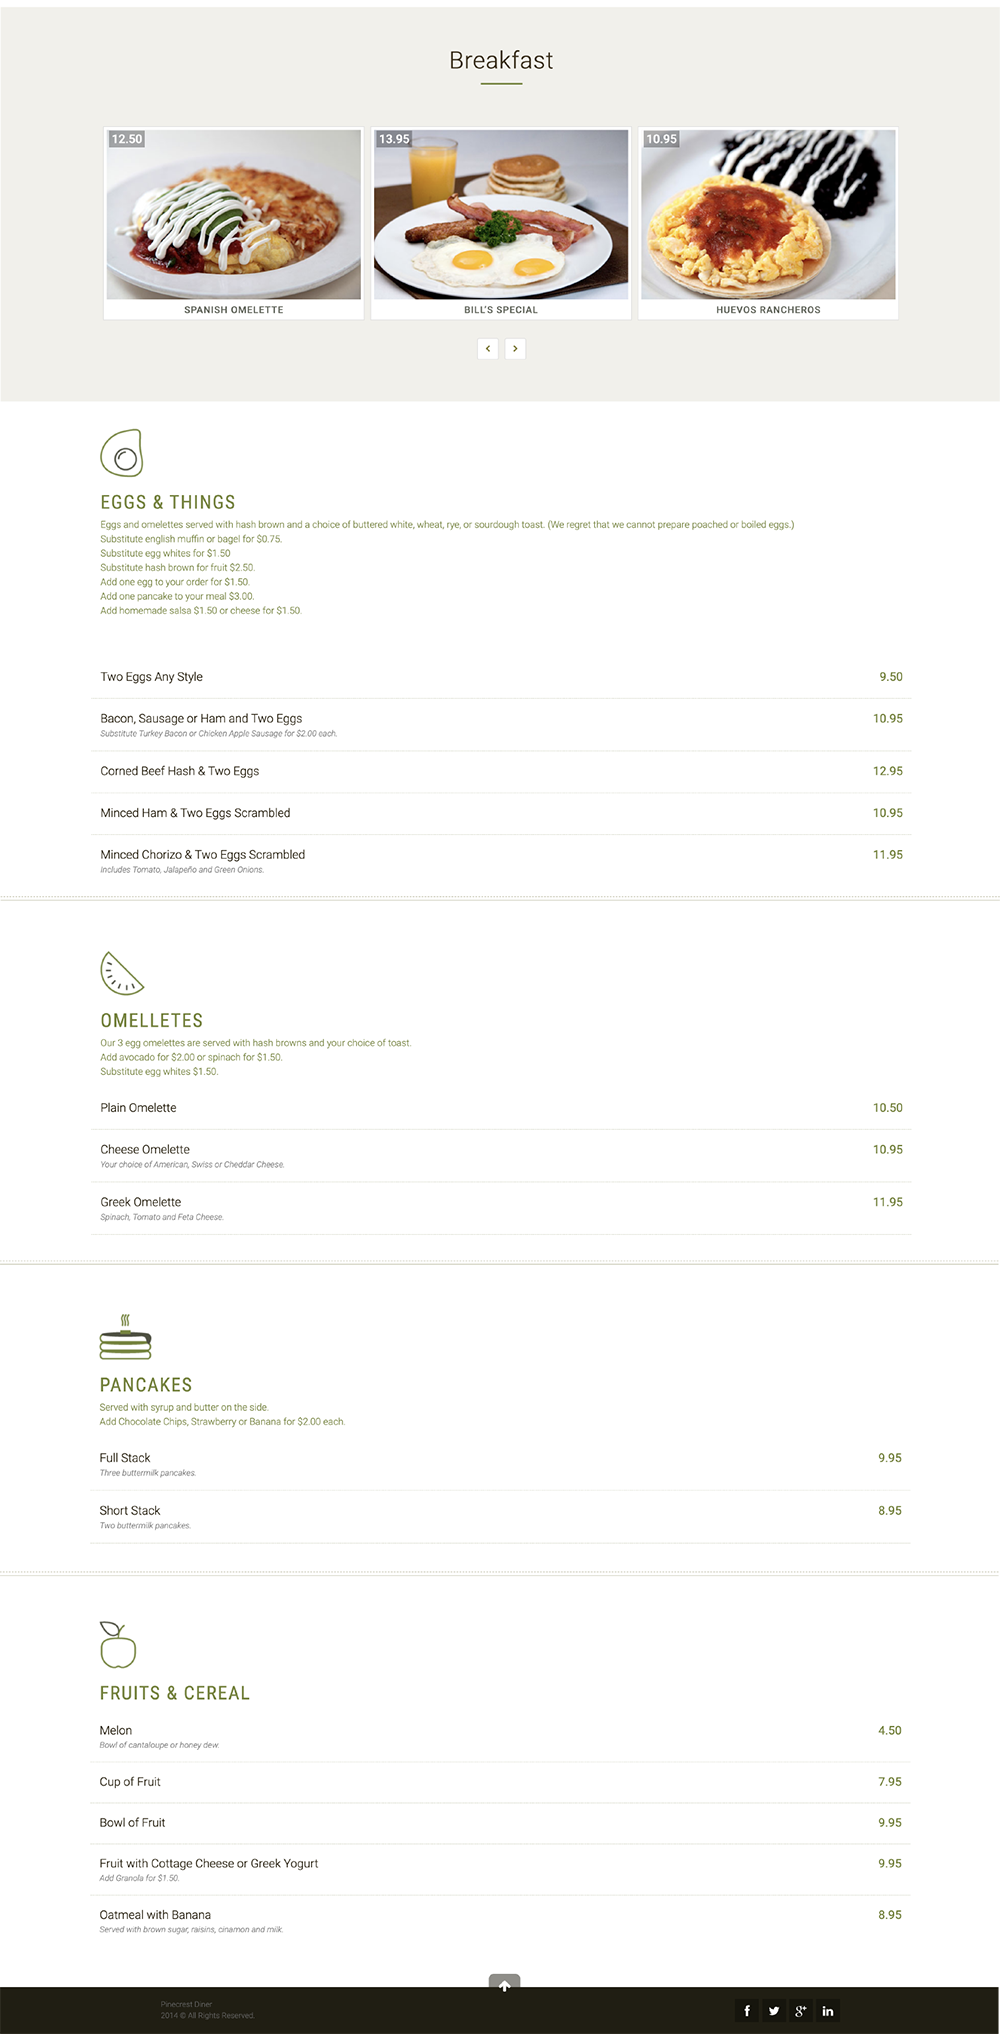 Breakfast
12.50
13.95
10.95
SPANISH OMELETTE
BILL'S SPECIAL
HUEVOS RANCHEROS
EGGS & THINGS
Eggs and omelettes served with hash brown and a choice of buttered white, wheat, rye, or sourdough toast. (We regret that we cannot prepare poached or boiled eggs.)
Substitute english muffin or bagel for $0.75.
Substitute egg whites for $1.50
Substitute hash brown for fruit $2.50.
Add one egg to your order for $1.50.
Add one pancake to your meal $3.00.
Add homemade salsa $1.50 or cheese for $1.50.
Two Eggs Any Style 9.50
Bacon, Sausage or Ham and Two Eggs 10.95
Substitute Turkey Bacon or Chicken Apple Sausage for $2.00 each.
Corned Beef Hash & Two Eggs 12.95
Minced Ham & Two Eggs Scrambled 10.95
Minced Chorizo & Two Eggs Scrambled 11.95
Includes Tomato, Jalapeño and Green Onions.
OMELLETES
Our 3 egg omelettes are served with hash browns and your choice of toast.
Add avocado for $2.00 or spinach for $1.50.
Substitute egg whites $1.50.
Plain Omelette 10.50
Cheese Omelette 10.95
Your choice of American, Swiss or Cheddar Cheese.
Greek Omelette 11.95
Spinach, Tomato and Feta Cheese.
PANCAKES
Served with syrup and butter on the side.
Add Chocolate Chips, Strawberry or Banana for $2.00 each.
Full Stack 9.95
Three buttermilk pancakes.
Short Stack 8.95
Two buttermilk pancakes.
FRUITS & CEREAL
Melon 4.50
Bowl of cantaloupe or honey dew.
Cup of Fruit 7.95
Bowl of Fruit 9.95
Fruit with Cottage Cheese or Greek Yogurt 9.95
Add Granola for $1.50.
Oatmeal with Banana 8.95
Served with brown sugar, raisins, cinamon and milk.
Pinecrest Diner
2014 © All Rights Reserved.